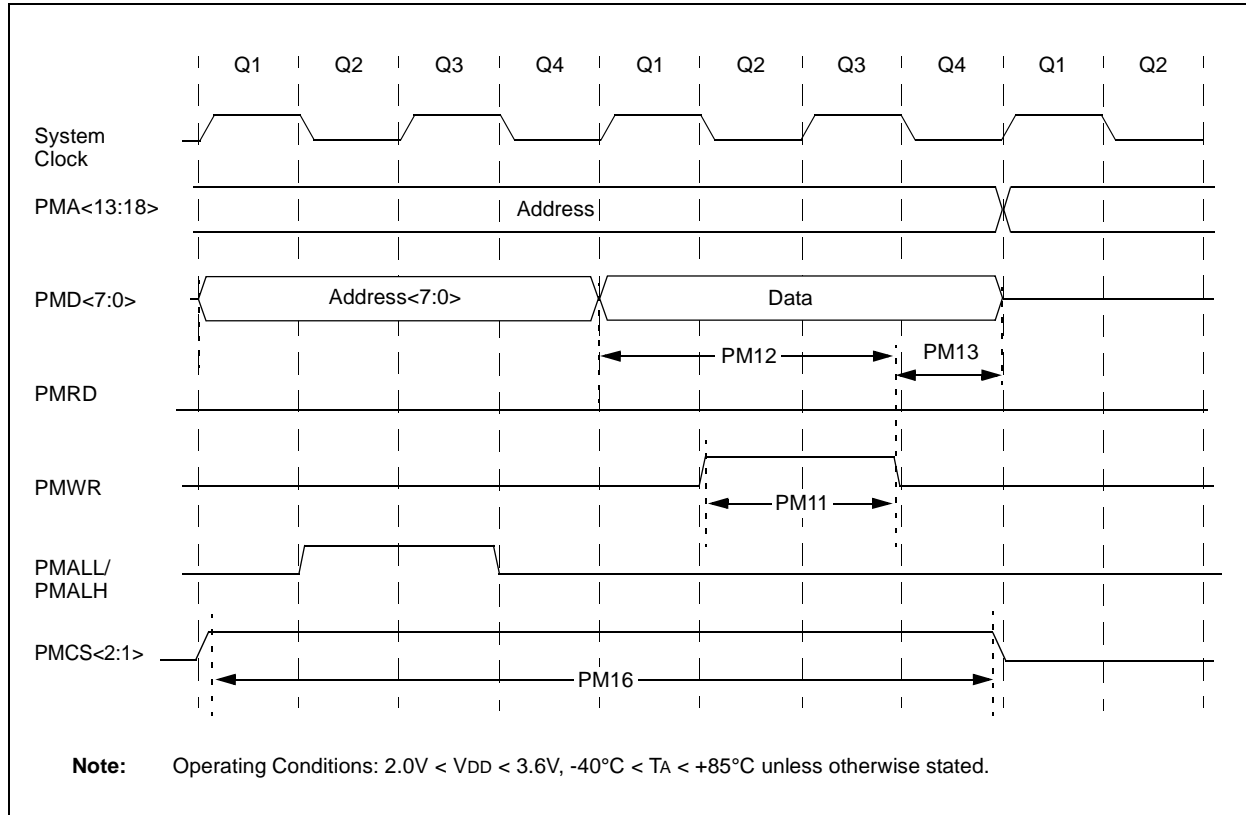 Q1 Q2 Q3 Q4 Q1 Q2 Q3 Q4 Q1 Q2
System
Clock
PMA<13:18>
Address
PMD<7:0>
Address<7:0>
Data
PM12
PM13
PMRD
PMWR
PM11
PMALL/
PMALH
PMCS<2:1>
PM16
Note: Operating Conditions: 2.0V < VDD < 3.6V, -40°C < TA < +85°C unless otherwise stated.